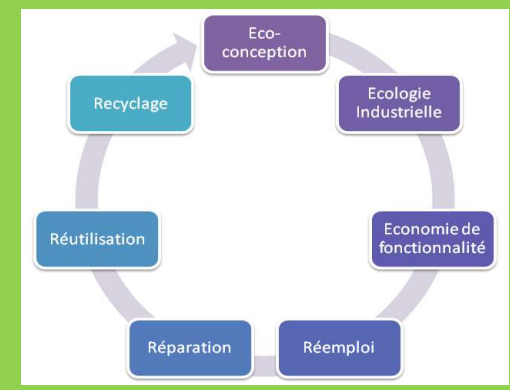 Eco-
conception
Ecologie
Industrielle
Economie de
fonctionnalité
Réemploi
Réparation
Réutilisation
Recyclage